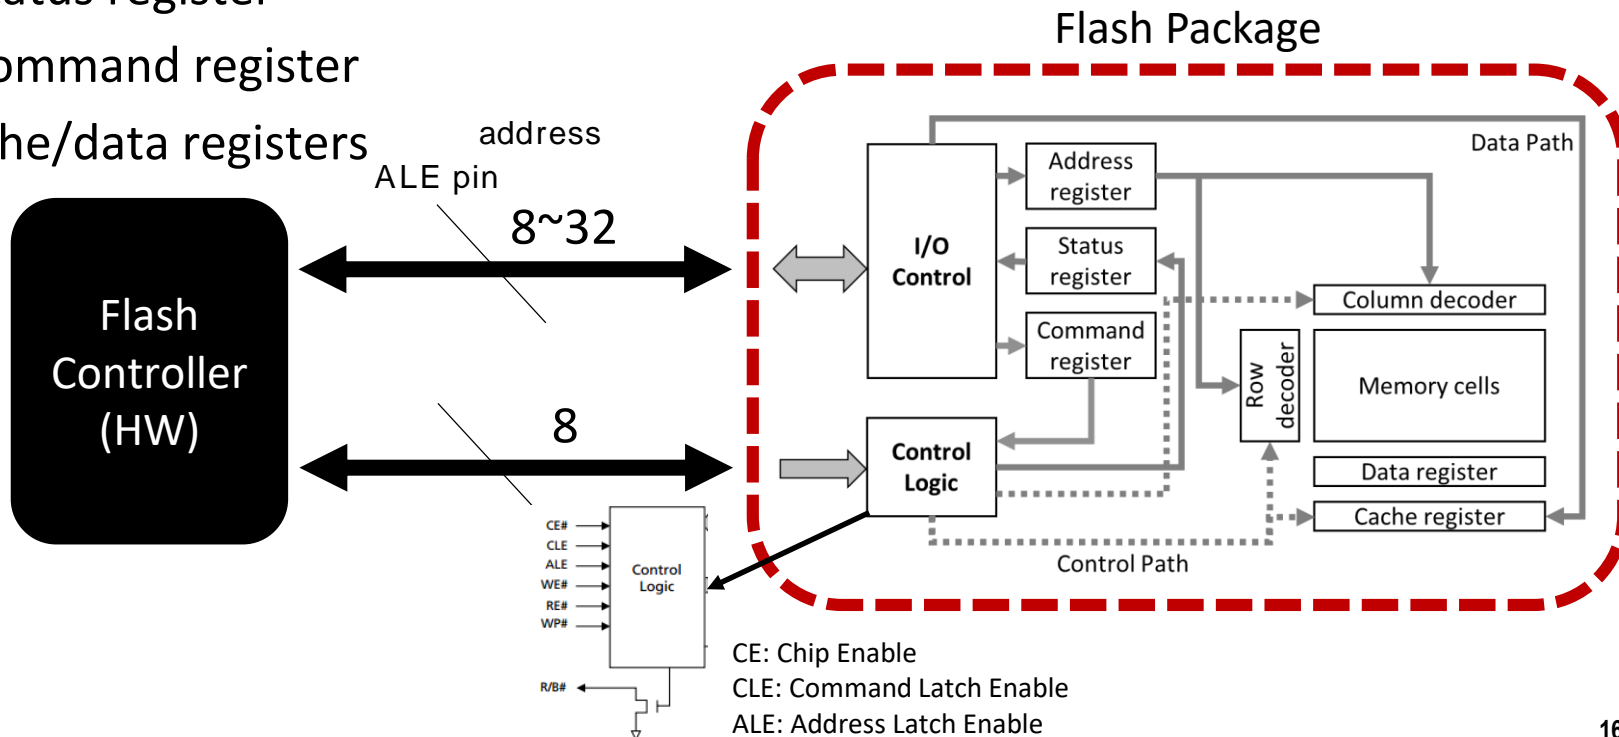 atus register
Flash Package
ommand register
he/data registers
address
ALE pin
8~32
Flash
Controller
(HW)
8
Data Path
Address
register
I/O
Control
Status
register
Command
register
Control
Logic
Column decoder
Row
decoder
Memory cells
Data register
Cache register
Control Path
CE#
CLE
ALE
WE#
RE#
WP#
Control
Logic
R/B#
CE: Chip Enable
CLE: Command Latch Enable
ALE: Address Latch Enable
16